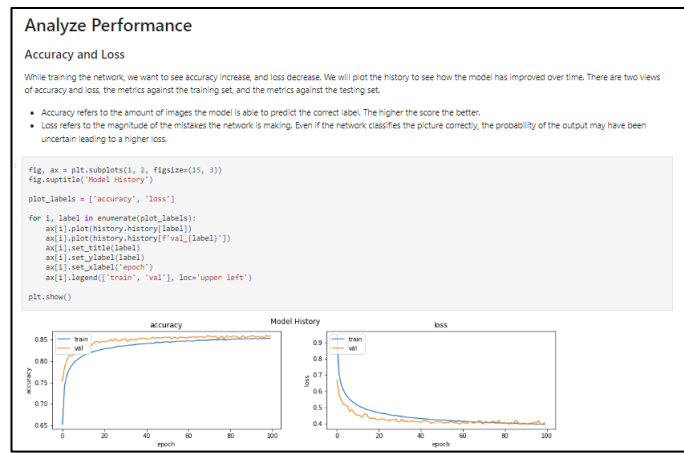 Analyze Performance
Accuracy and Loss
While training the network, we want to see accuracy increase, and loss decrease. We will plot the history to see how the model has improved over time. There are two views
of accuracy and loss, the metrics against the training set, and the metrics against the testing set.
• Accuracy refers to the amount of images the model is able to predict the correct label. The higher the score the better.
• Loss refers to the magnitude of the mistakes the network is making. Even if the network classifies the picture correctly, the probability of the output may have been
uncertain leading to a higher loss.
fig, ax = plt.subplots(1, 2, figsize=(15, 3))
fig.suptitle('Model History')
plot_labels = ['accuracy', 'loss']
for i, label in enumerate(plot_labels):
    ax[i].plot(history.history[label])
    ax[i].plot(history.history[f'val_{label}'])
    ax[i].set_title(label)
    ax[i].set_ylabel(label)
    ax[i].set_xlabel('epoch')
    ax[i].legend(['train', 'val'], loc='upper left')
plt.show()
Model History
accuracy
train
val
0.85
0.80
0.75
0.70
0.65
accuracy
0 20 40 60 80 100
epoch
loss
train
val
0.9
0.8
0.7
0.6
0.5
0.4
loss
0 20 40 60 80 100
epoch